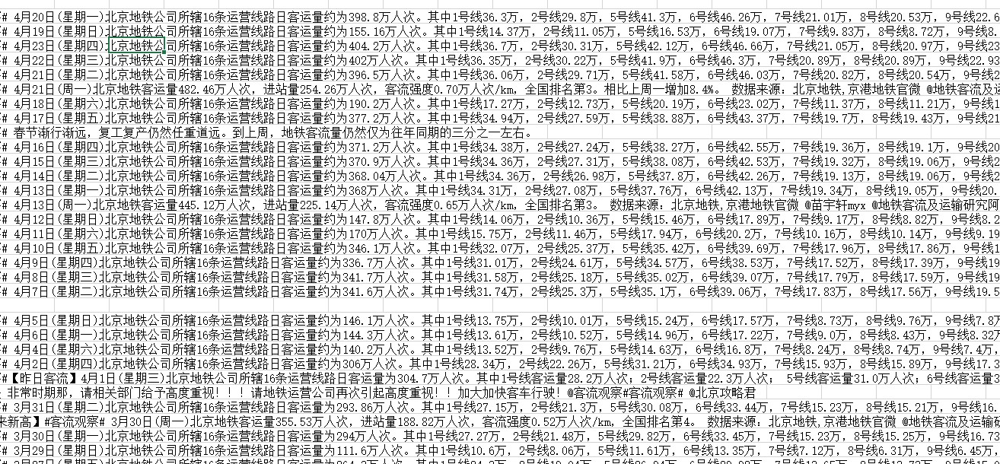 # 4月20日(星期一)北京地铁公司所辖16条运营线路日客运量约为398.8万人次。其中1号线36.3万，2号线29.8万，5号线41.3万，6号线46.26万，7号线21.01万，8号线20.53万，9号线22.6
# 4月19日(星期日)北京地铁公司所辖16条运营线路日客运量约为155.16万人次。其中1号线14.37万，2号线11.05万，5号线16.53万，6号线19.07万，7号线9.83万，8号线8.72万，9号线8.
# 4月23日(星期四)北京地铁公司所辖16条运营线路日客运量约为404.2万人次。其中1号线36.7万，2号线30.31万，5号线42.12万，6号线46.66万，7号线21.05万，8号线20.97万，9号线23
# 4月22日(星期三)北京地铁公司所辖16条运营线路日客运量约为402万人次。其中1号线36.35万，2号线30.22万，5号线41.9万，6号线46.3万，7号线20.89万，8号线20.89万，9号线22.93
# 4月21日(星期二)北京地铁公司所辖16条运营线路日客运量约为396.5万人次。其中1号线36.06万，2号线29.71万，5号线41.58万，6号线46.03万，7号线20.82万，8号线20.54万，9号线2
# 4月21日(周一)北京地铁客运量482.46万人次，进站量254.26万人次，客流强度0.70万人次/km,全国排名第3。相比上周一增加8.4%。 数据来源：北京地铁,京港地铁官微 @地铁客流及运
# 4月18日(星期六)北京地铁公司所辖16条运营线路日客运量约为190.2万人次。其中1号线17.27万，2号线12.73万，5号线20.19万，6号线23.02万，7号线11.37万，8号线11.21万，9号线1
# 4月17日(星期五)北京地铁公司所辖16条运营线路日客运量约为377.2万人次。其中1号线34.94万，2号线27.59万，5号线38.88万，6号线43.37万，7号线19.7万，8号线19.43万，9号线21
# 春节渐行渐远，复工复产仍然任重道远。到上周，地铁客流量仍然仅为往年同期的三分之一左右。
# 4月16日(星期四)北京地铁公司所辖16条运营线路日客运量约为371.2万人次。其中1号线34.38万，2号线27.24万，5号线38.27万，6号线42.55万，7号线19.36万，8号线19.1万，9号线20
# 4月15日(星期三)北京地铁公司所辖16条运营线路日客运量约为370.9万人次。其中1号线34.36万，2号线27.31万，5号线38.08万，6号线42.53万，7号线19.32万，8号线19.06万，9号线2
# 4月14日(星期二)北京地铁公司所辖16条运营线路日客运量约为368.04万人次。其中1号线34.36万，2号线26.98万，5号线37.8万，6号线42.26万，7号线19.13万，8号线19.06万，9号线2
# 4月13日(星期一)北京地铁公司所辖16条运营线路日客运量约为368万人次。其中1号线34.31万，2号线27.08万，5号线37.76万，6号线42.13万，7号线19.34万，8号线19.05万，9号线20.
# 4月13日(周一)北京地铁客运量445.12万人次，进站量225.14万人次，客流强度0.65万人次/km,全国排名第3。 数据来源：北京地铁,京港地铁官微 @苗宇轩myx @地铁客流及运输研究阿
# 4月12日(星期日)北京地铁公司所辖16条运营线路日客运量约为147.8万人次。其中1号线14.06万，2号线10.36万，5号线15.46万，6号线17.89万，7号线9.17万，8号线8.82万，9号线8.2
# 4月11日(星期六)北京地铁公司所辖16条运营线路日客运量约为170万人次。其中1号线15.75万，2号线11.46万，5号线17.94万，6号线20.2万，7号线10.16万，8号线10.14万，9号线9.19
# 4月10日(星期五)北京地铁公司所辖16条运营线路日客运量约为346.1万人次。其中1号线32.07万，2号线25.37万，5号线35.42万，6号线39.69万，7号线17.96万，8号线17.86万，9号线1
# 4月9日(星期四)北京地铁公司所辖16条运营线路日客运量约为336.7万人次。其中1号线31.01万，2号线24.61万，5号线34.57万，6号线38.53万，7号线17.52万，8号线17.39万，9号线19
# 4月8日(星期三)北京地铁公司所辖16条运营线路日客运量约为341.7万人次。其中1号线31.58万，2号线25.18万，5号线35.02万，6号线39.07万，7号线17.79万，8号线17.59万，9号线19.
# 4月7日(星期二)北京地铁公司所辖16条运营线路日客运量约为341.6万人次。其中1号线31.74万，2号线25.3万，5号线35.1万，6号线39.06万，7号线17.83万，8号线17.56万，9号线19.5
# 4月5日(星期日)北京地铁公司所辖16条运营线路日客运量约为146.1万人次。其中1号线13.75万，2号线10.01万，5号线15.24万，6号线17.57万，7号线8.73万，8号线9.76万，9号线7.8万
# 4月6日(星期一)北京地铁公司所辖16条运营线路日客运量约为144.3万人次。其中1号线13.61万，2号线10.52万，5号线14.96万，6号线17.22万，7号线9.0万，8号线8.43万，9号线8.32万
# 4月4日(星期六)北京地铁公司所辖16条运营线路日客运量约为140.2万人次。其中1号线13.52万，2号线9.76万，5号线14.63万，6号线16.8万，7号线8.24万，8号线8.74万，9号线7.4万，
# 4月2日(星期四)北京地铁公司所辖16条运营线路日客运量约为306万人次。其中1号线28.34万，2号线22.26万，5号线31.21万，6号线34.93万，7号线15.93万，8号线15.89万，9号线17.3
#【昨日客流】4月1日(星期三)北京地铁公司所辖16条运营线路日客运量为304.7万人次。其中1号线客运量28.2万人次；2号线客运量22.3万人次； 5号线客运量31.0万人次；6号线客运量3
非常时期那，请相关部门给予高度重视！！！请地铁运营公司再次引起高度重视！！加大加快客车行驶！@客流观察#客流观察# @北京攻略君
# 3月31日(星期二)北京地铁公司所辖16条运营线路日客运量为293.86万人次。其中1号线27.15万，2号线21.3万，5号线30.08万，6号线33.44万，7号线15.23万，8号线15.21万，9号线16.
来新高】#客流观察# 3月30日(周一)北京地铁客运量355.53万人次，进站量188.82万人次，客流强度0.52万人次/km,全国排名第4。 数据来源：北京地铁,京港地铁官微 @地铁客流及运输研
# 3月30日(星期一)北京地铁公司所辖16条运营线路日客运量为294万人次。其中1号线27.27万，2号线21.48万，5号线29.82万，6号线33.45万，7号线15.23万，8号线15.25万，9号线16.73
# 3月29日(星期日)北京地铁公司所辖16条运营线路日客运量为111.6万人次。其中1号线10.6万，2号线8.06万，5号线11.61万，6号线13.35万，7号线7.12万，8号线6.31万，9号线6.45万，